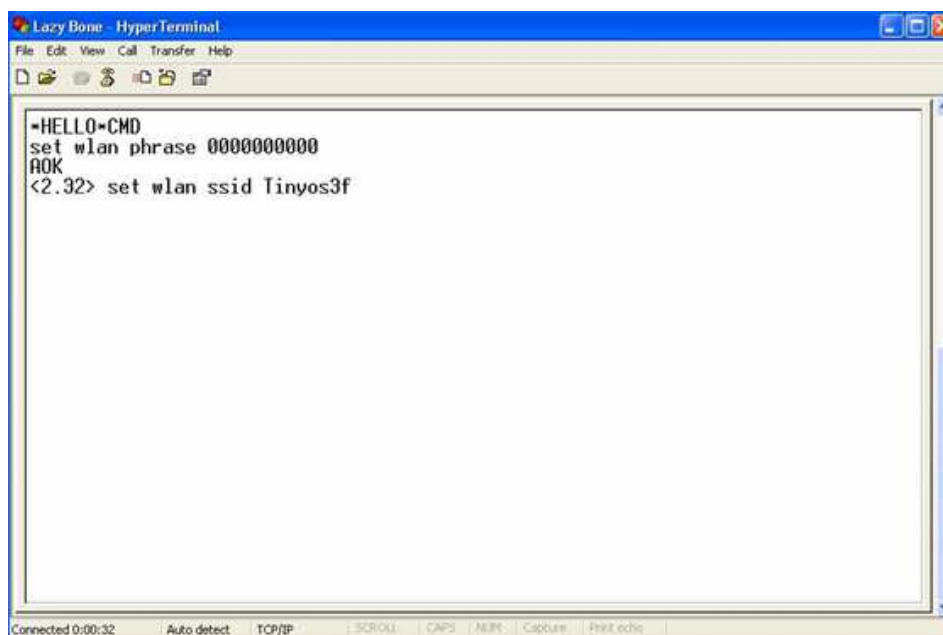 Lazy Bone - HyperTerminal
File Edit View Call Transfer Help
*HELLO*CMD
set wlan phrase 0000000000
AOK
<2.32> set wlan ssid Tinyos3f
Connected 0:00:32 Auto detect TCP/IP SCROLL CAPS NUM Capture Print echo